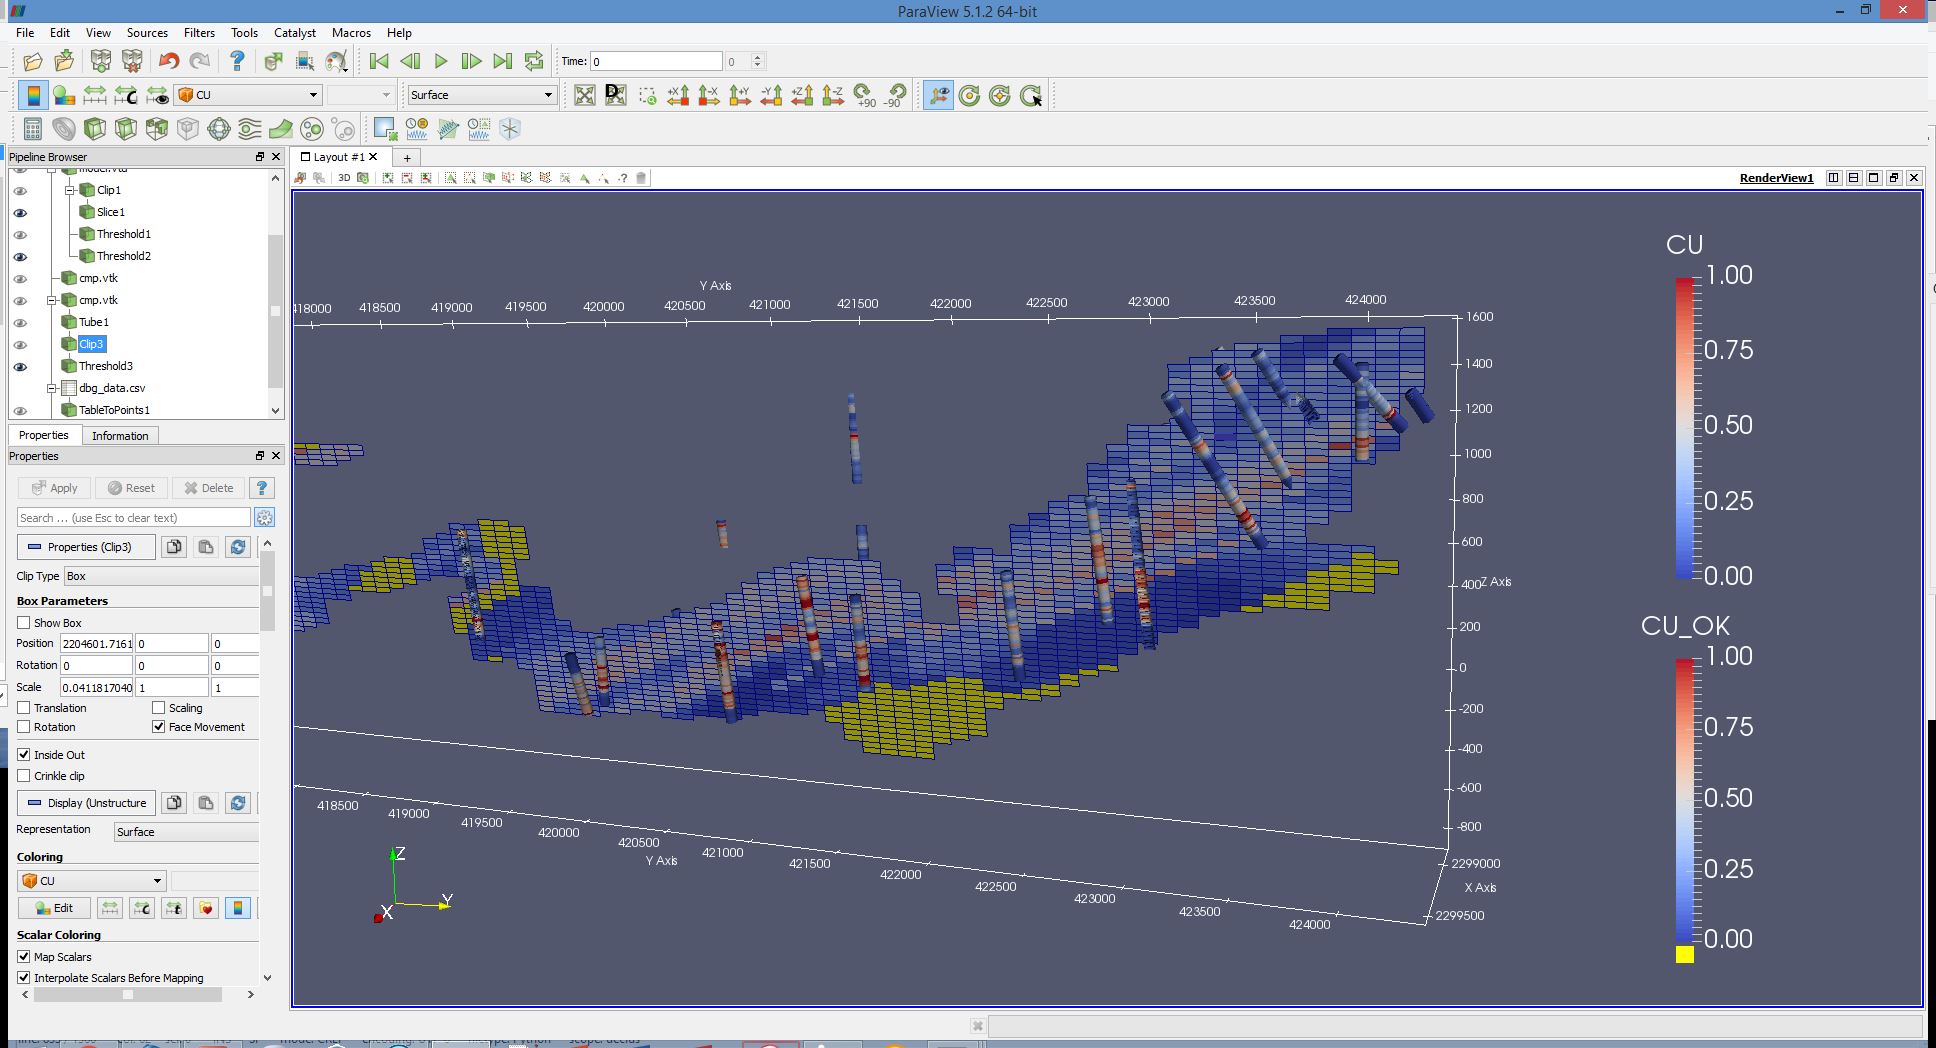 ParaView 5.1.2 64-bit
File Edit View Sources Filters Tools Catalyst Macros Help
Time: 0 0
CU Surface
+X -X +Y -Y +Z -Z +90 -90
Pipeline Browser
Layout #1
model.vtu
3D
RenderView1
Clip1
Slice1
Threshold1
Threshold2
cmp.vtk
cmp.vtk
Tube1
Clip3
Threshold3
dbg_data.csv
TableToPoints1
Properties Information
Properties
Apply Reset Delete ?
Search ... (use Esc to clear text)
Properties (Clip3)
Clip Type Box
Box Parameters
Show Box
Position 2204601.7161 0 0
Rotation 0 0 0
Scale 0.0411817040 1 1
Translation Scaling
Rotation Face Movement
Inside Out
Crinkle clip
Display (Unstructure
Representation Surface
Coloring
CU
Edit
Scalar Coloring
Map Scalars
Interpolate Scalars Before Mapping
Y Axis
418000 418500 419000 419500 420000 420500 421000 421500 422000 422500 423000 423500 424000
1600
1400
1200
1000
800
600
400 Z Axis
200
0
-200
-400
-600
-800
2299000
X Axis
2299500
418500 419000 419500 420000 420500 421000 421500 422000 422500 423000 423500 424000
Y Axis
Z
Y
X
CU
1.00
0.75
0.50
0.25
0.00
CU_OK
1.00
0.75
0.50
0.25
0.00